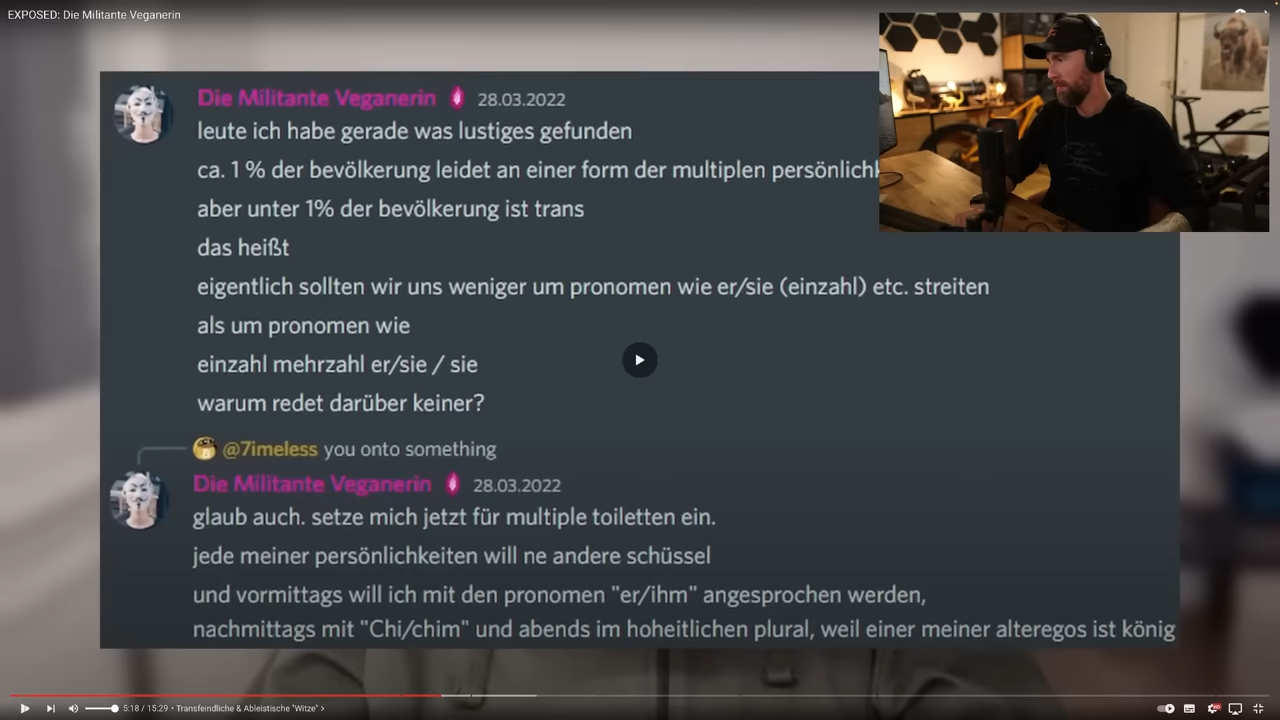 EXPOSED: Die Militante Veganerin
Die Militante Veganerin 28.03.2022
leute ich habe gerade was lustiges gefunden
ca. 1 % der bevölkerung leidet an einer form der multiplen
aber unter 1% der bevölkerung ist trans
das heißt
eigentlich sollten wir uns weniger um pronomen wie er/sie (einzahl) etc. streiten
als um pronomen wie
einzahl mehrzahl er/sie / sie
warum redet darüber keiner?
@7imeless you onto something
Die Militante Veganerin 28.03.2022
glaub auch. setze mich jetzt für multiple toiletten ein.
jede meiner persönlichkeiten will ne andere schüssel
und vormittags will ich mit den pronomen "er/ihm" angesprochen werden,
nachmittags mit "Chi/chim" und abends im hoheitlichen plural, weil einer meiner alteregos ist könig
5:18 / 15:29 • Transfeindliche & Ableistische "Witze" ›